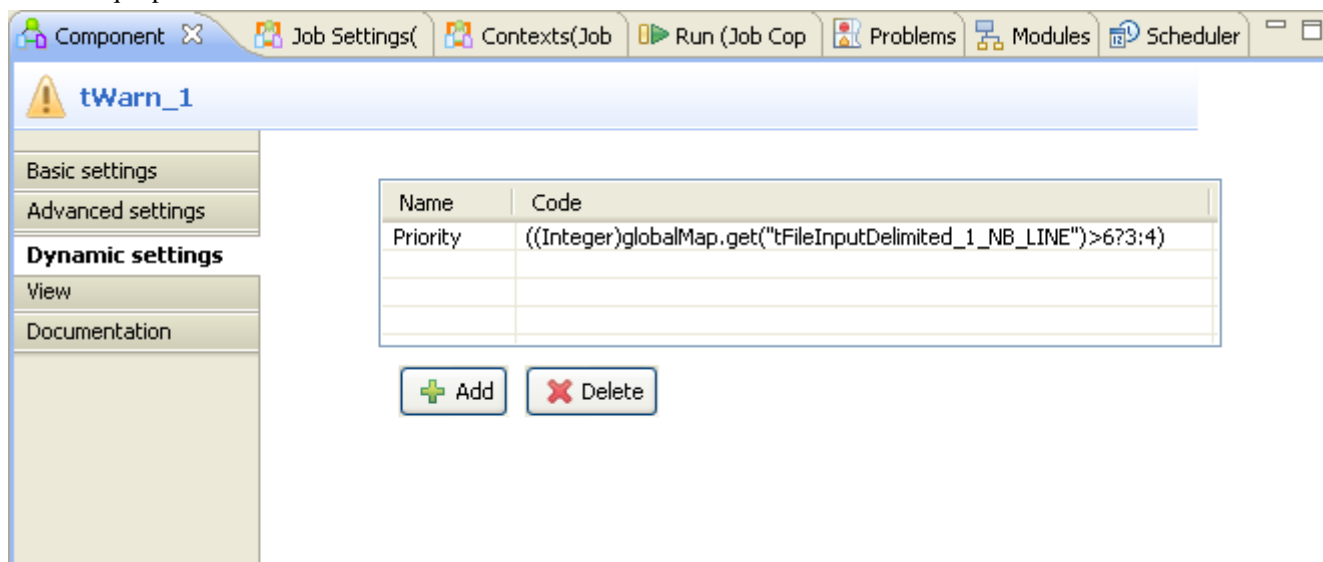 Component Job Settings( Contexts(Job Run (Job Cop Problems Modules Scheduler
tWarn_1
Basic settings
Advanced settings
Dynamic settings
View
Documentation
Name Code
Priority ((Integer)globalMap.get("tFileInputDelimited_1_NB_LINE")>6?3:4)
Add Delete